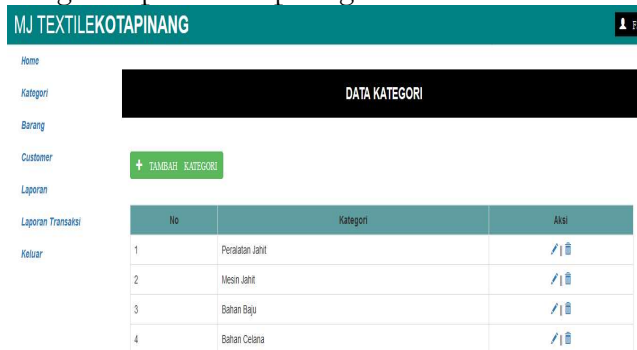 MJ TEXTILEKOTAPINANG
Home
Kategori
Barang
Customer
Laporan
Laporan Transaksi
Keluar
DATA KATEGORI
+ TAMBAH KATEGORI
No Kategori Aksi
1 Peralatan Jahit |
2 Mesin Jahit |
3 Bahan Baju |
4 Bahan Celana |